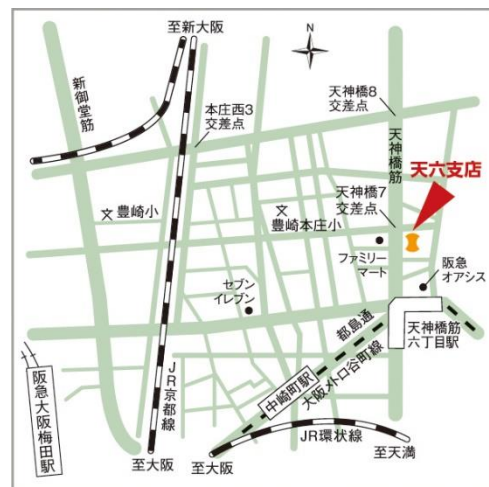 至新大阪
N
新御堂筋
本庄西3
交差点
天神橋8
交差点
天神橋筋
天六支店
文
豊崎小
文
豊崎本庄小
天神橋7
交差点
ファミリー
マート
阪急
オアシス
セブン
イレブン
都島通
天神橋筋
六丁目駅
阪急大阪梅田駅
JR京都線
中崎町駅
大阪メトロ谷町線
JR環状線
至天満
至大阪
至大阪